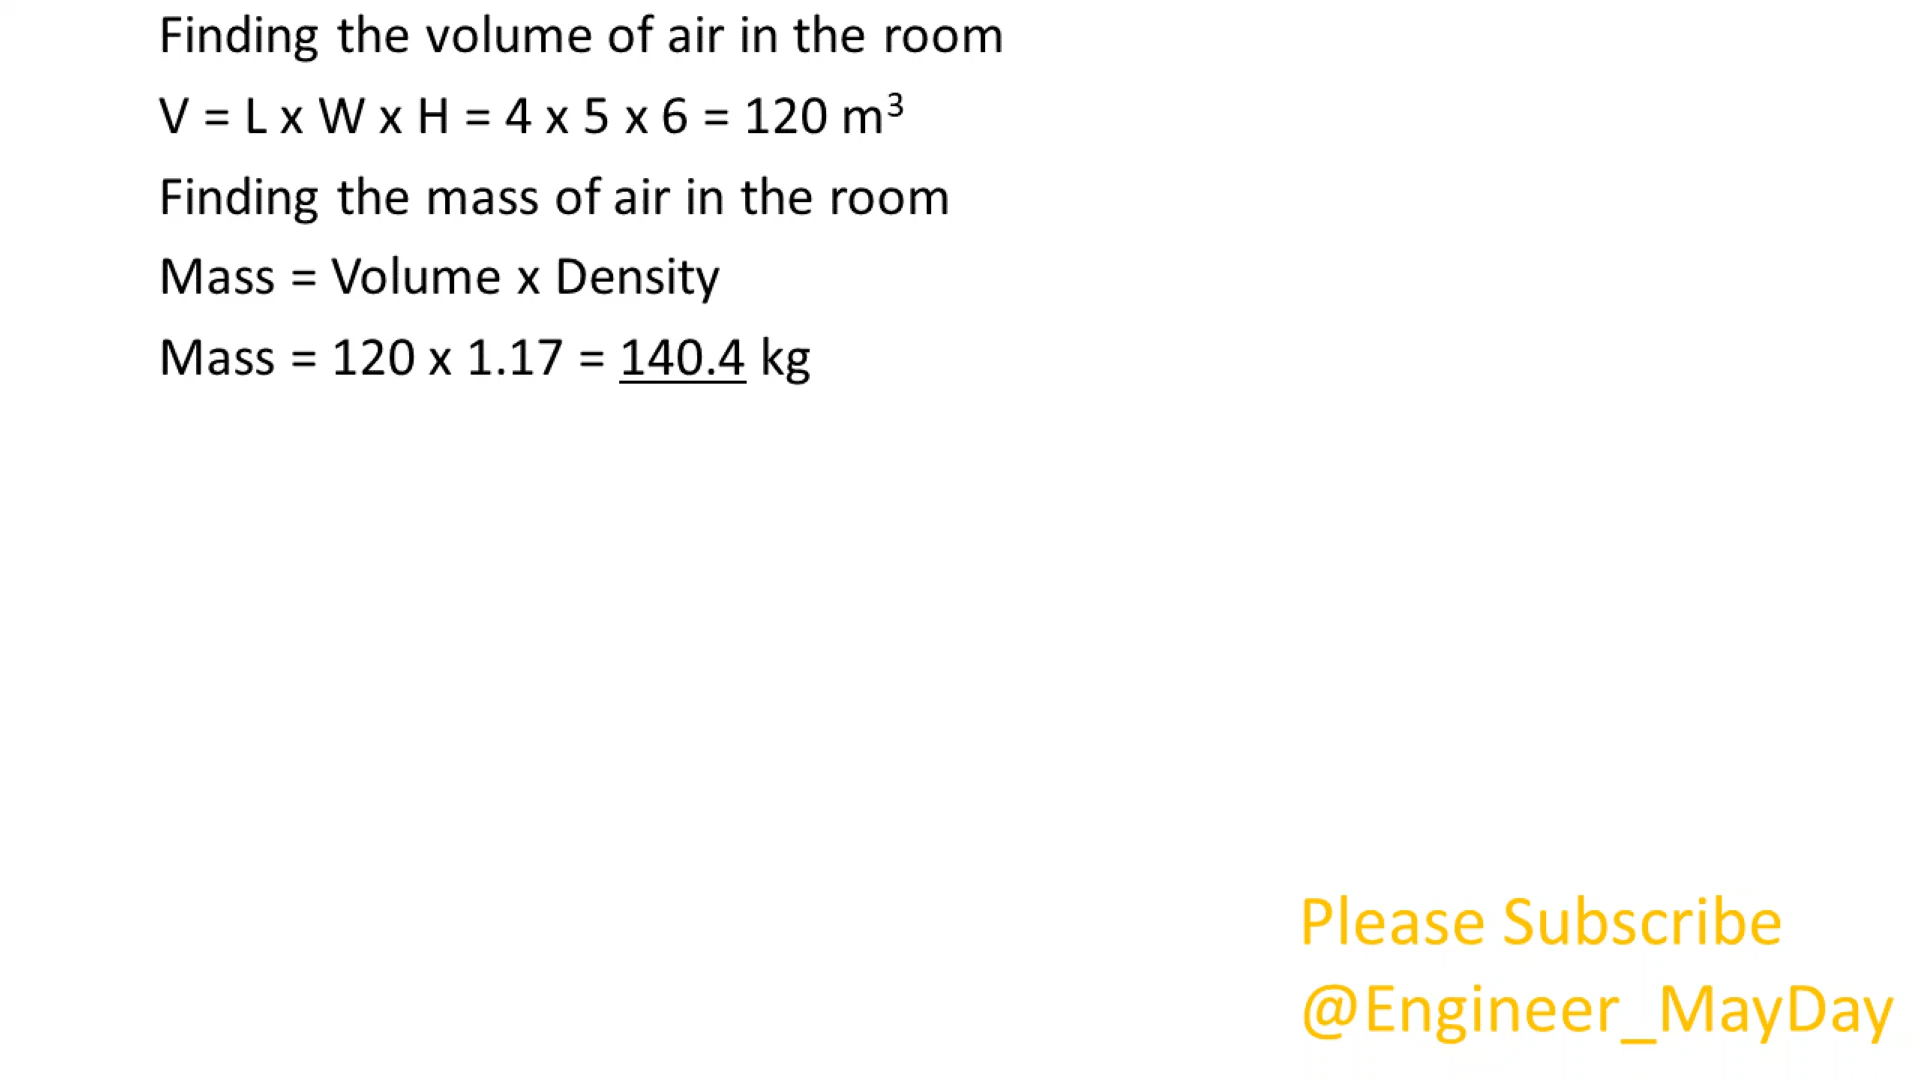 Finding the volume of air in the room
V = L x W x H = 4 x 5 x 6 = 120 m³
Finding the mass of air in the room
Mass = Volume x Density
Mass = 120 x 1.17 = 140.4 kg
Please Subscribe
@Engineer_MayDay